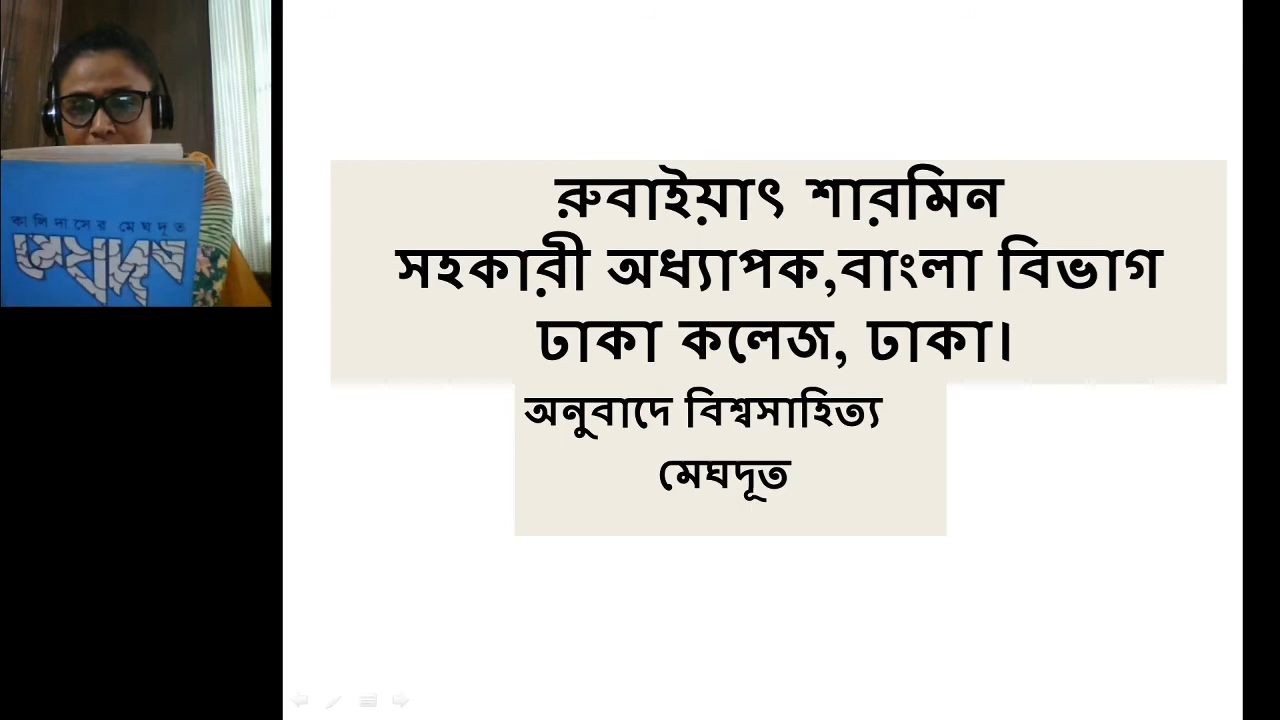 কালিদাসের মেঘদূত
মেঘদূত
রুবাইয়াৎ শারমিন
সহকারী অধ্যাপক,বাংলা বিভাগ
ঢাকা কলেজ, ঢাকা।
অনুবাদে বিশ্বসাহিত্য
মেঘদূত